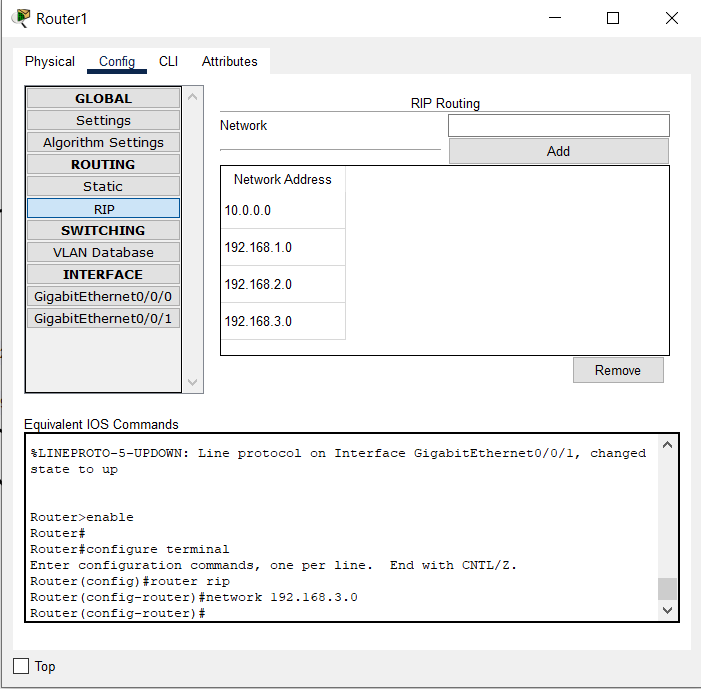 Router1
Physical Config CLI Attributes
GLOBAL
Settings
Algorithm Settings
ROUTING
Static
RIP
SWITCHING
VLAN Database
INTERFACE
GigabitEthernet0/0/0
GigabitEthernet0/0/1
RIP Routing
Network
Add
Network Address
10.0.0.0
192.168.1.0
192.168.2.0
192.168.3.0
Remove
Equivalent IOS Commands
%LINEPROTO-5-UPDOWN: Line protocol on Interface GigabitEthernet0/0/1, changed
state to up
Router>enable
Router#
Router#configure terminal
Enter configuration commands, one per line.  End with CNTL/Z.
Router(config)#router rip
Router(config-router)#network 192.168.3.0
Router(config-router)#
Top